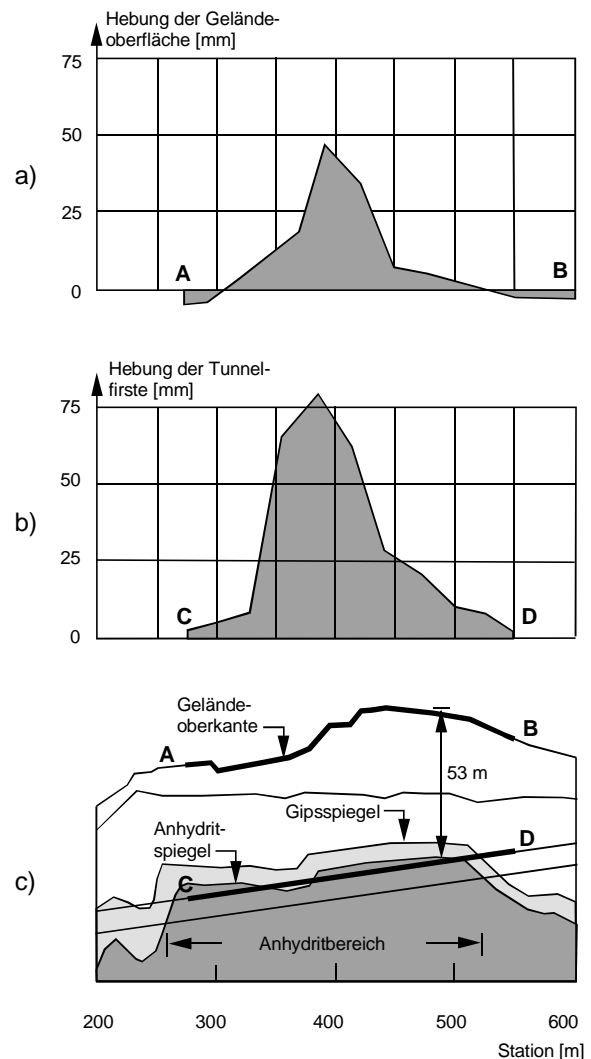 Hebung der Gelände-
oberfläche [mm]
75
50
a)
25
A
B
0
Hebung der Tunnel-
firste [mm]
75
50
b)
25
C
D
0
Gelände-
oberkante
A
B
53 m
Gipsspiegel
Anhydrit-
spiegel
D
c)
C
Anhydritbereich
200 300 400 500 600
Station [m]